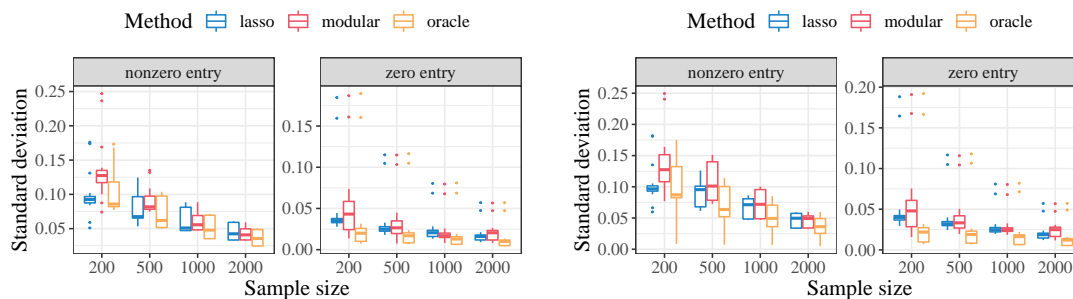 Method lasso modular oracle
nonzero entry
zero entry
Standard deviation
0.25
0.20
0.15
0.10
0.05
0.15
0.10
0.05
0.00
200 500 1000 2000
200 500 1000 2000
Sample size
Method lasso modular oracle
nonzero entry
zero entry
Standard deviation
0.25
0.20
0.15
0.10
0.05
0.00
0.20
0.15
0.10
0.05
0.00
200 500 1000 2000
200 500 1000 2000
Sample size